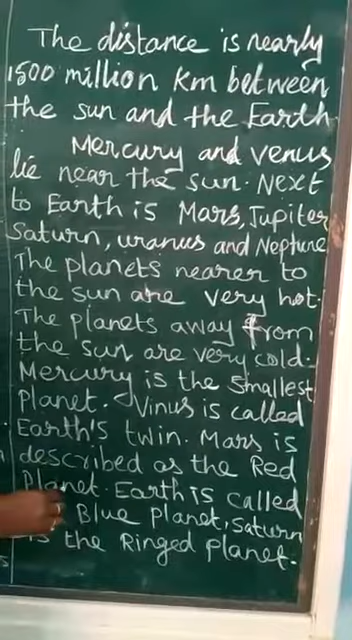 The distance is nearly
1500 million km between
the sun and the Earth.
Mercury and venus
lie near the sun. Next
to Earth is Mars, Jupiter
Saturn, uranus and Neptune
The planets nearer to
the sun are very hot.
The planets away from
the sun are very cold.
Mercury is the smallest
planet. Vinus is called
Earth's twin. Mars is
described as the Red
Planet. Earth is called
Blue planet, Saturn
is the Ringed planet.